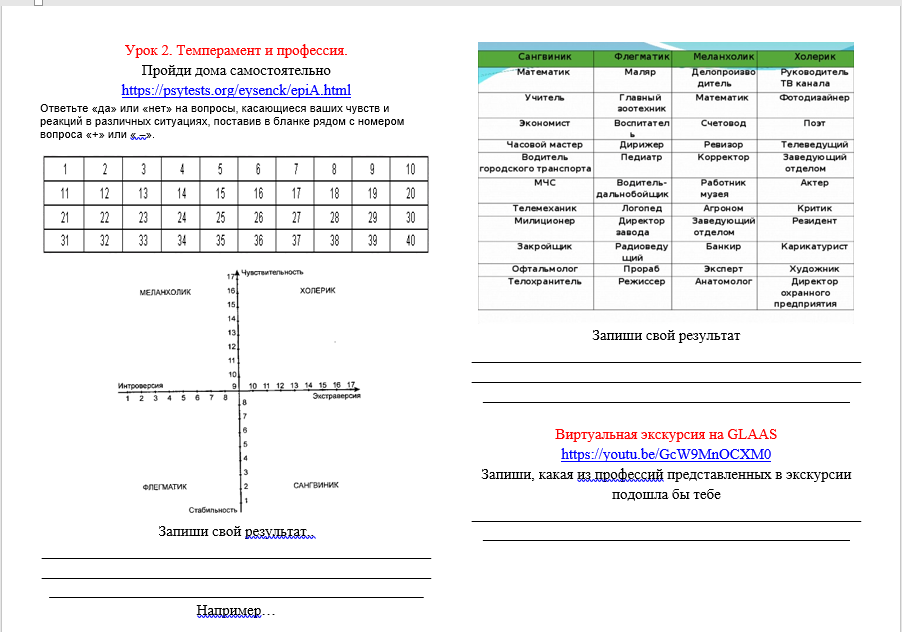 Урок 2. Темперамент и профессия.
Пройди дома самостоятельно
https://psytests.org/eysenck/epiA.html
Ответьте «да» или «нет» на вопросы, касающиеся ваших чувств и
реакций в различных ситуациях, поставив в бланке рядом с номером
вопроса «+» или « –».
1 2 3 4 5 6 7 8 9 10
11 12 13 14 15 16 17 18 19 20
21 22 23 24 25 26 27 28 29 30
31 32 33 34 35 36 37 38 39 40
Чувствительность
17
МЕЛАНХОЛИК 16 ХОЛЕРИК
15
14
13
12
11
10
Интроверсия 9 10 11 12 13 14 15 16 17
1 2 3 4 5 6 7 8 Экстраверсия
8
7
6
5
4
3
ФЛЕГМАТИК 2 САНГВИНИК
1
Стабильность
Запиши свой результат..
Например…
Сангвиник Флегматик Меланхолик Холерик
Математик Маляр Делопроизво Руководитель
дитель ТВ канала
Учитель Главный Математик Фотодизайнер
зоотехник
Экономист Воспитател Счетовод Поэт
ь
Часовой мастер Дирижер Ревизор Телеведущий
Водитель Педиатр Корректор Заведующий
городского транспорта отделом
МЧС Водитель- Работник Актер
дальнобойщик музея
Телемеханик Логопед Агроном Критик
Милиционер Директор Заведующий Резидент
завода отделом
Закройщик Радиоведу Банкир Карикатурист
щий
Офтальмолог Прораб Эксперт Художник
Телохранитель Режиссер Анатомолог Директор
охранного
предприятия
Запиши свой результат
Виртуальная экскурсия на GLAAS
https://youtu.be/GcW9MnOCXM0
Запиши, какая из профессий представленных в экскурсии
подошла бы тебе